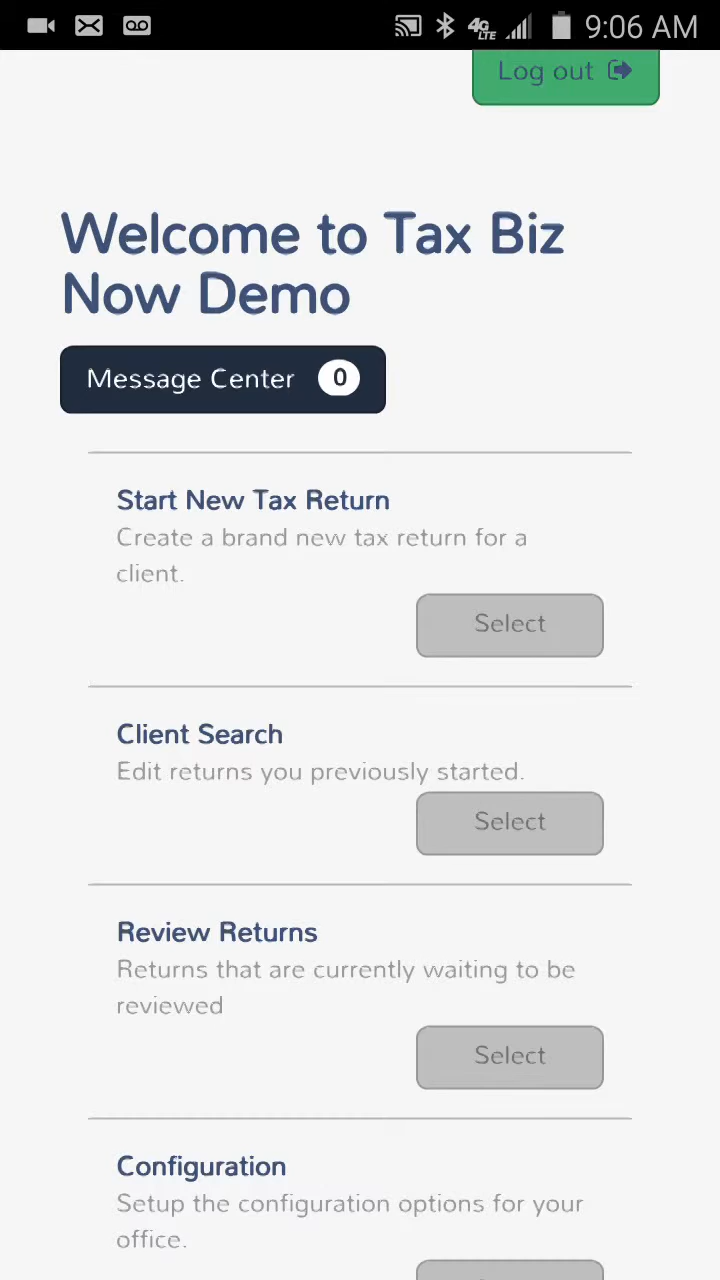 4G LTE 9:06 AM
Log out
Welcome to Tax Biz
Now Demo
Message Center 0
Start New Tax Return
Create a brand new tax return for a
client.
Select
Client Search
Edit returns you previously started.
Select
Review Returns
Returns that are currently waiting to be
reviewed
Select
Configuration
Setup the configuration options for your
office.